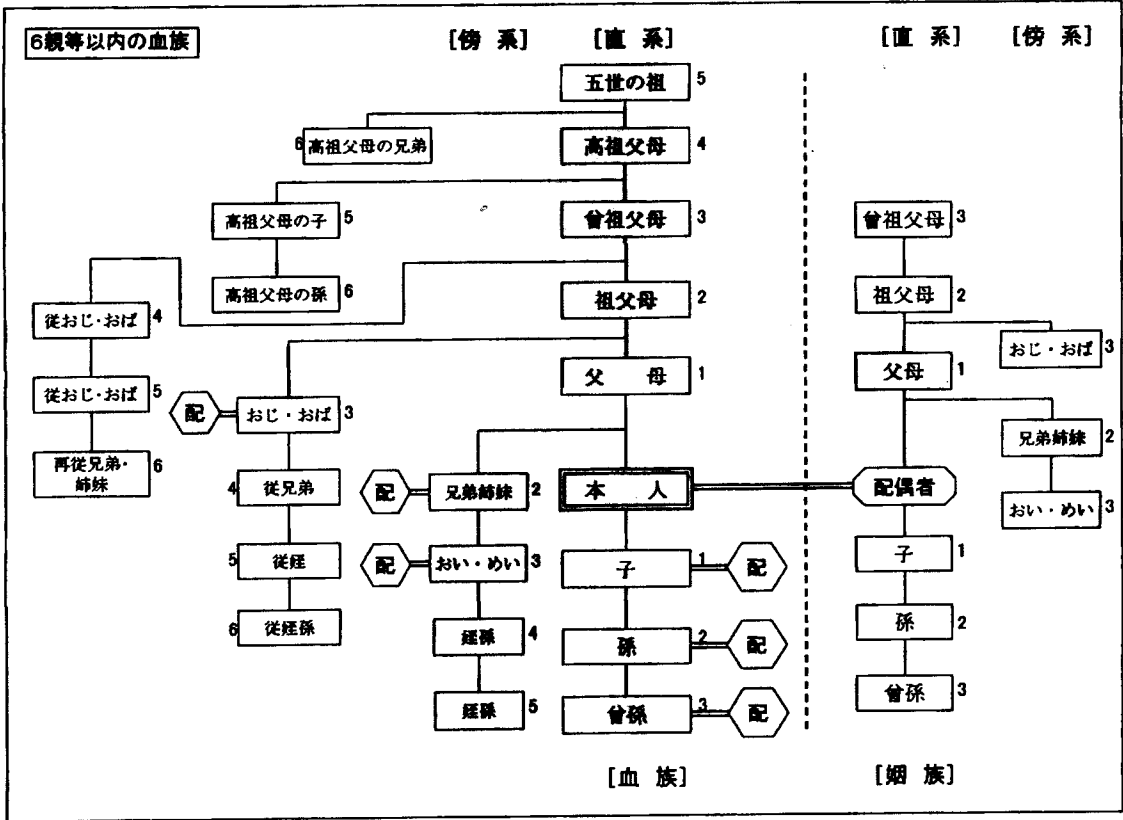 6親等以内の血族
[傍 系] [直 系] [直 系] [傍 系]
五世の祖 5
6 高祖父母の兄弟
高祖父母 4
高祖父母の子 5
曾祖父母 3
曾祖父母 3
高祖父母の孫 6
祖父母 2
祖父母 2
従おじ・おば 4
おじ・おば 3
父 母 1
父母 1
従おじ・おば 5
配 おじ・おば 3
兄弟姉妹 2
再従兄弟・
姉妹 6
4 従兄弟
配 兄弟姉妹 2
本 人
配偶者
おい・めい 3
5 従姪
配 おい・めい 3
子 1 配
子 1
6 従姪孫
姪孫 4
孫 2 配
孫 2
姪孫 5
曾孫 3 配
曾孫 3
[血 族] [姻 族]